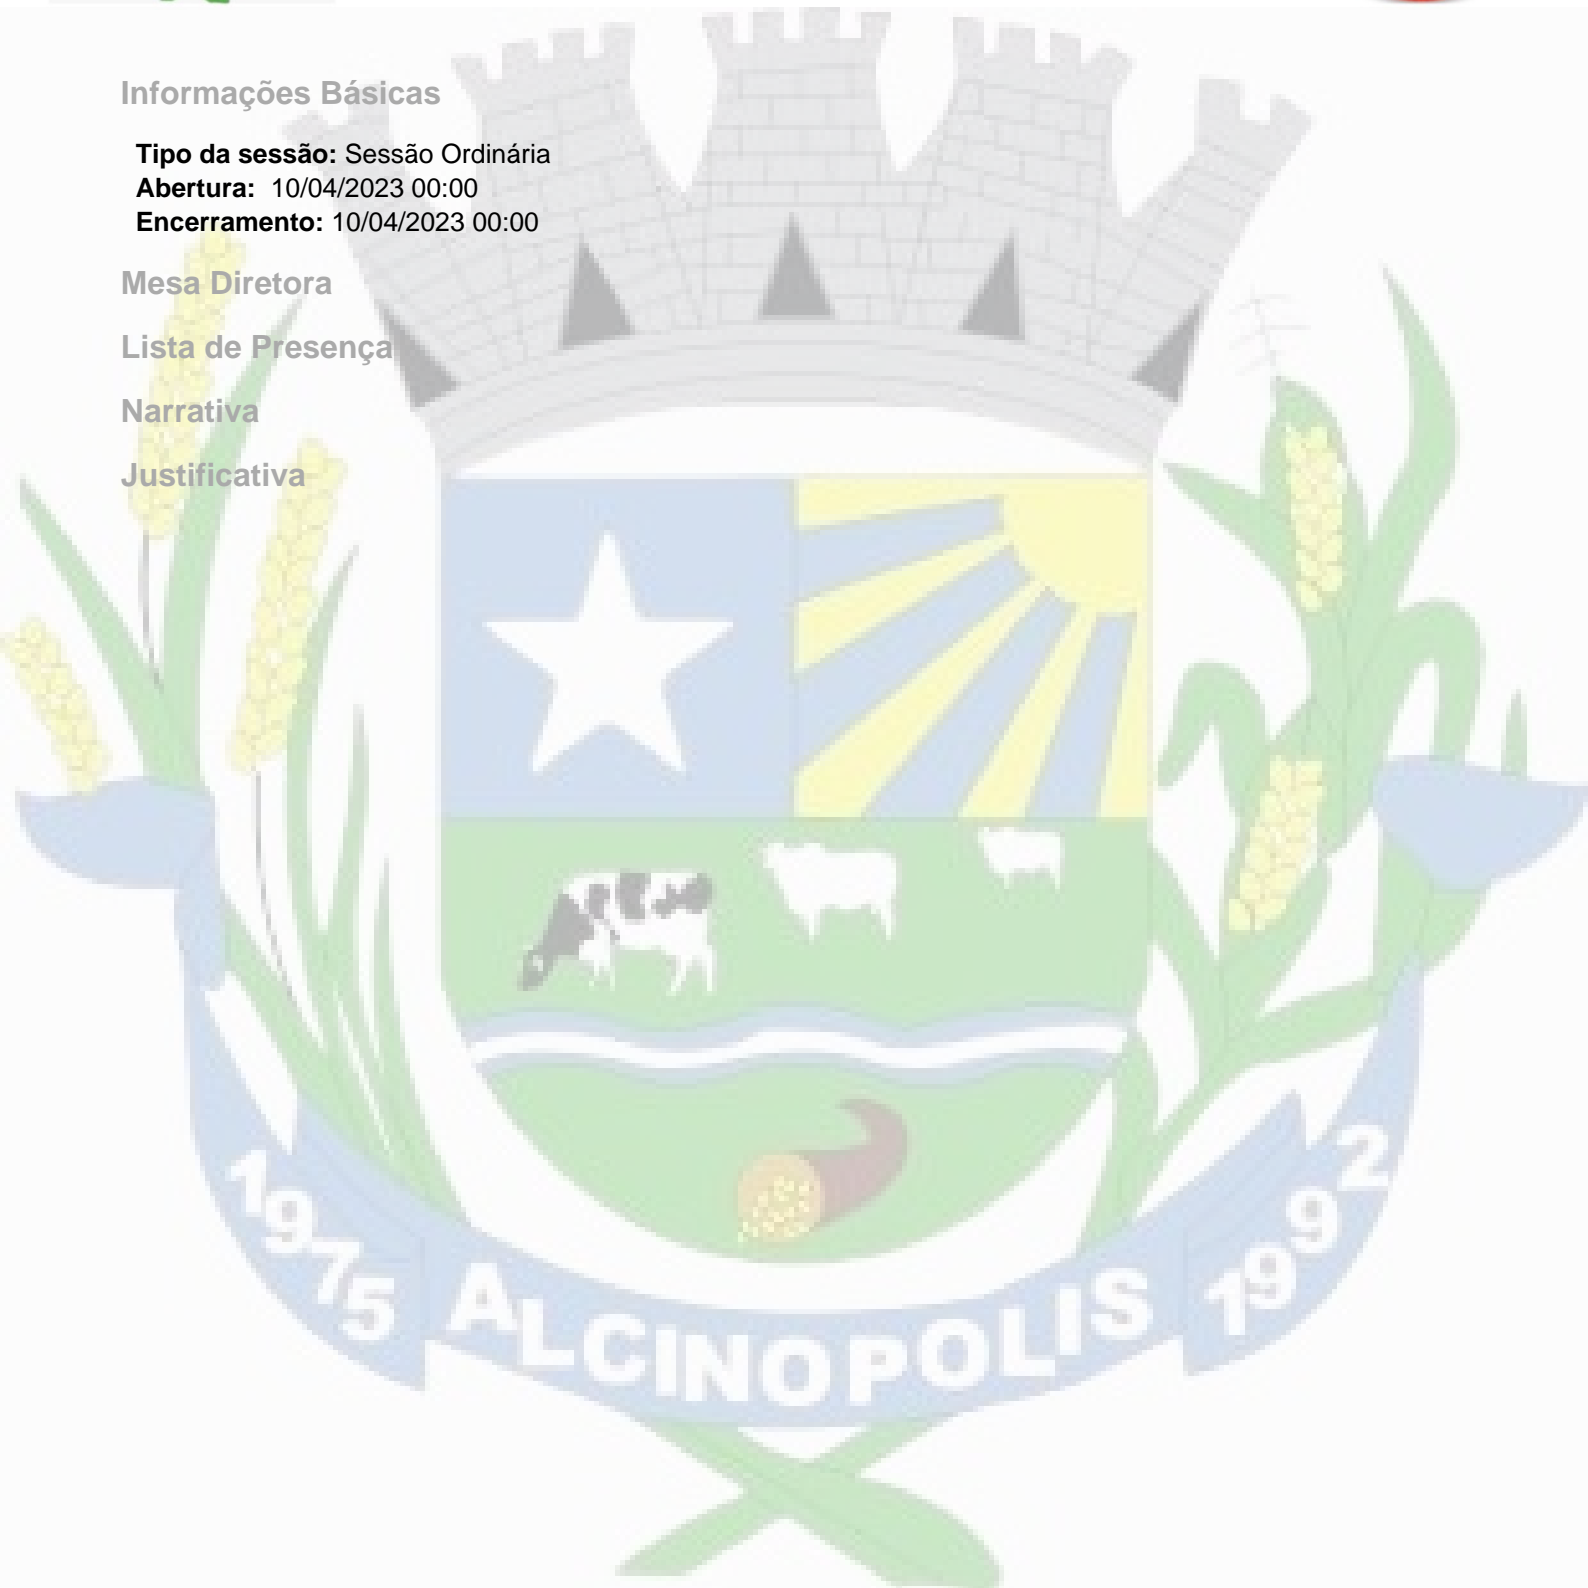 Informações Básicas
Tipo da sessão: Sessão Ordinária
Abertura: 10/04/2023 00:00
Encerramento: 10/04/2023 00:00
Mesa Diretora
Lista de Presença
Narrativa
Justificativa
1975 ALCINOPOLIS 1992